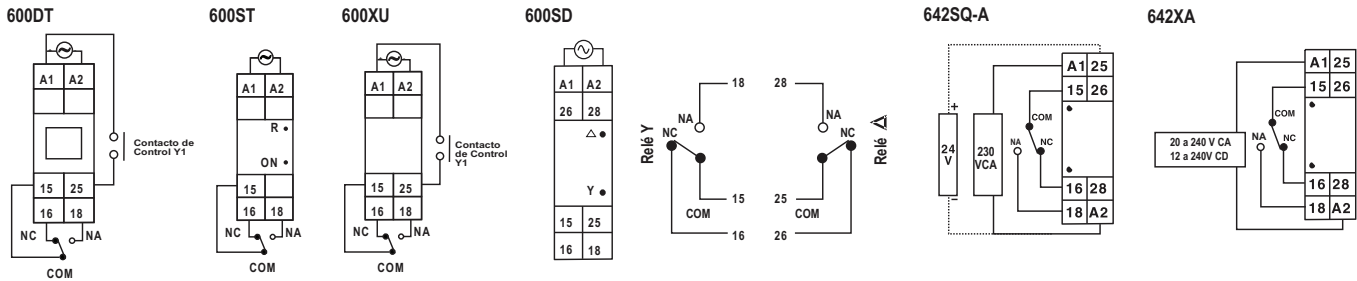 600DT
A1 A2
Contacto de
Control Y1
15 25
16 18
NC NA
COM
600ST
A1 A2
R
ON
15
16 18
NC NA
COM
600XU
A1 A2
Contacto
de Control
Y1
15 25
16 18
NC NA
COM
600SD
A1 A2
26 28
△
Y
15 25
16 18
Relé Y
18
NA
NC
15
COM
16
28
NA
NC
25
COM
26
Relé △
642SQ-A
A1 25
15 26
+
24
V
–
230
VCA
COM
NA NC
16 28
18 A2
642XA
A1 25
15 26
20 a 240 V CA
12 a 240V CD
COM
NA NC
16 28
18 A2